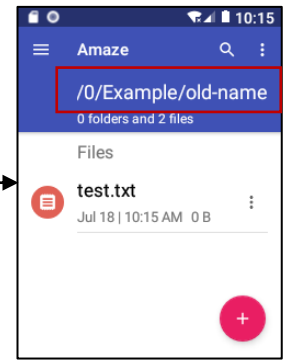 10:15
Amaze
/0/Example/old-name
0 folders and 2 files
Files
test.txt
Jul 18 | 10:15 AM 0 B